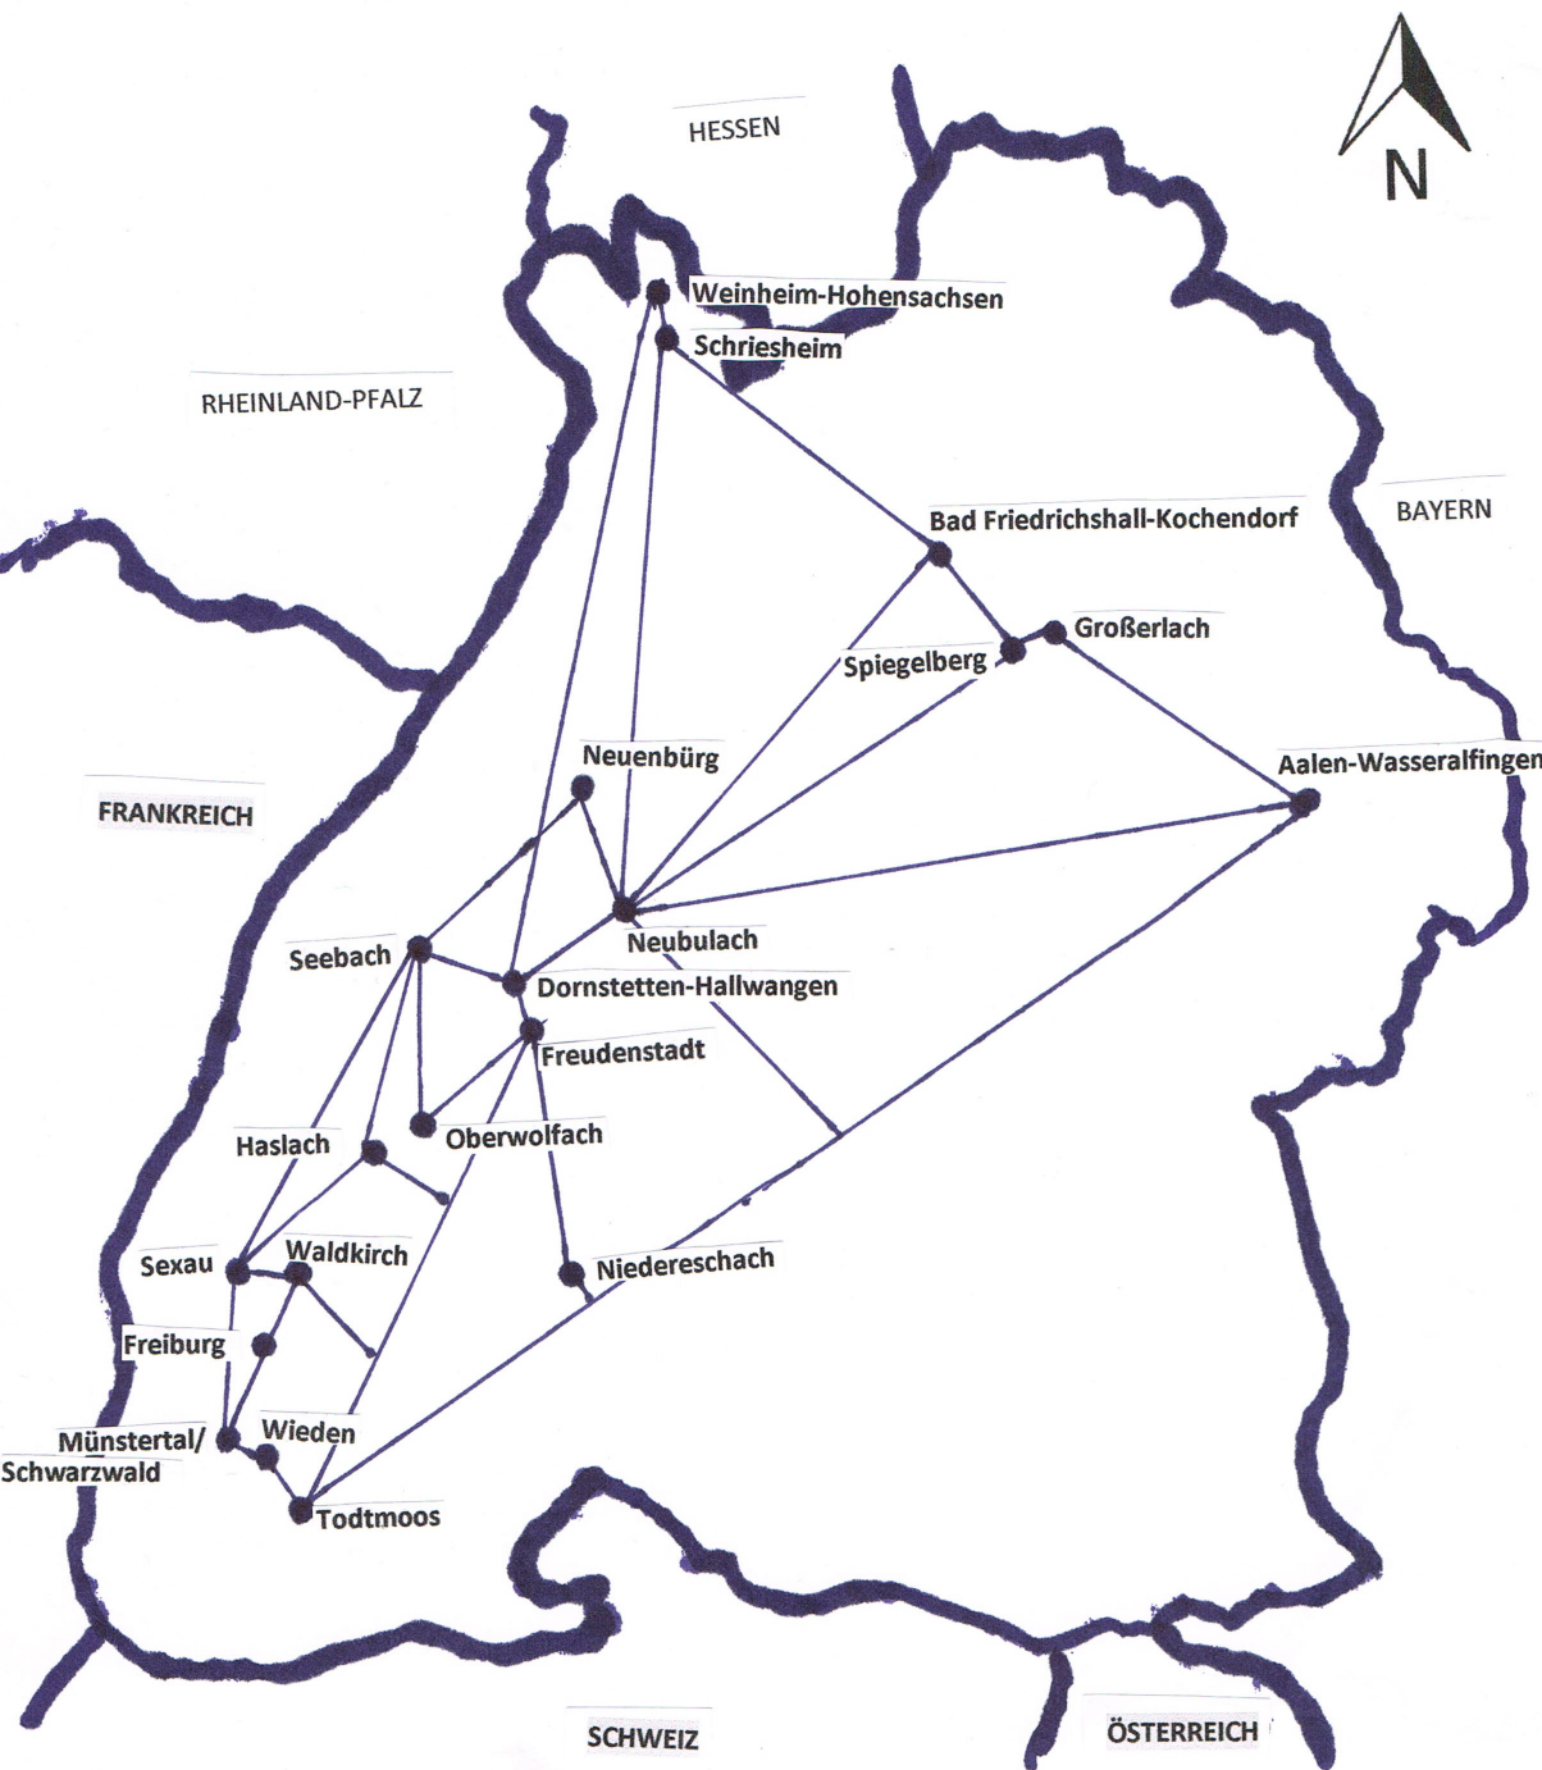 HESSEN
N
Weinheim-Hohensachsen
Schriesheim
RHEINLAND-PFALZ
BAYERN
Bad Friedrichshall-Kochendorf
Großerlach
Spiegelberg
Neuenbürg
Aalen-Wasseralfingen
FRANKREICH
Neubulach
Seebach
Dornstetten-Hallwangen
Freudenstadt
Haslach
Oberwolfach
Sexau
Waldkirch
Niedereschach
Freiburg
Münstertal/
Schwarzwald
Wieden
Todtmoos
SCHWEIZ
ÖSTERREICH